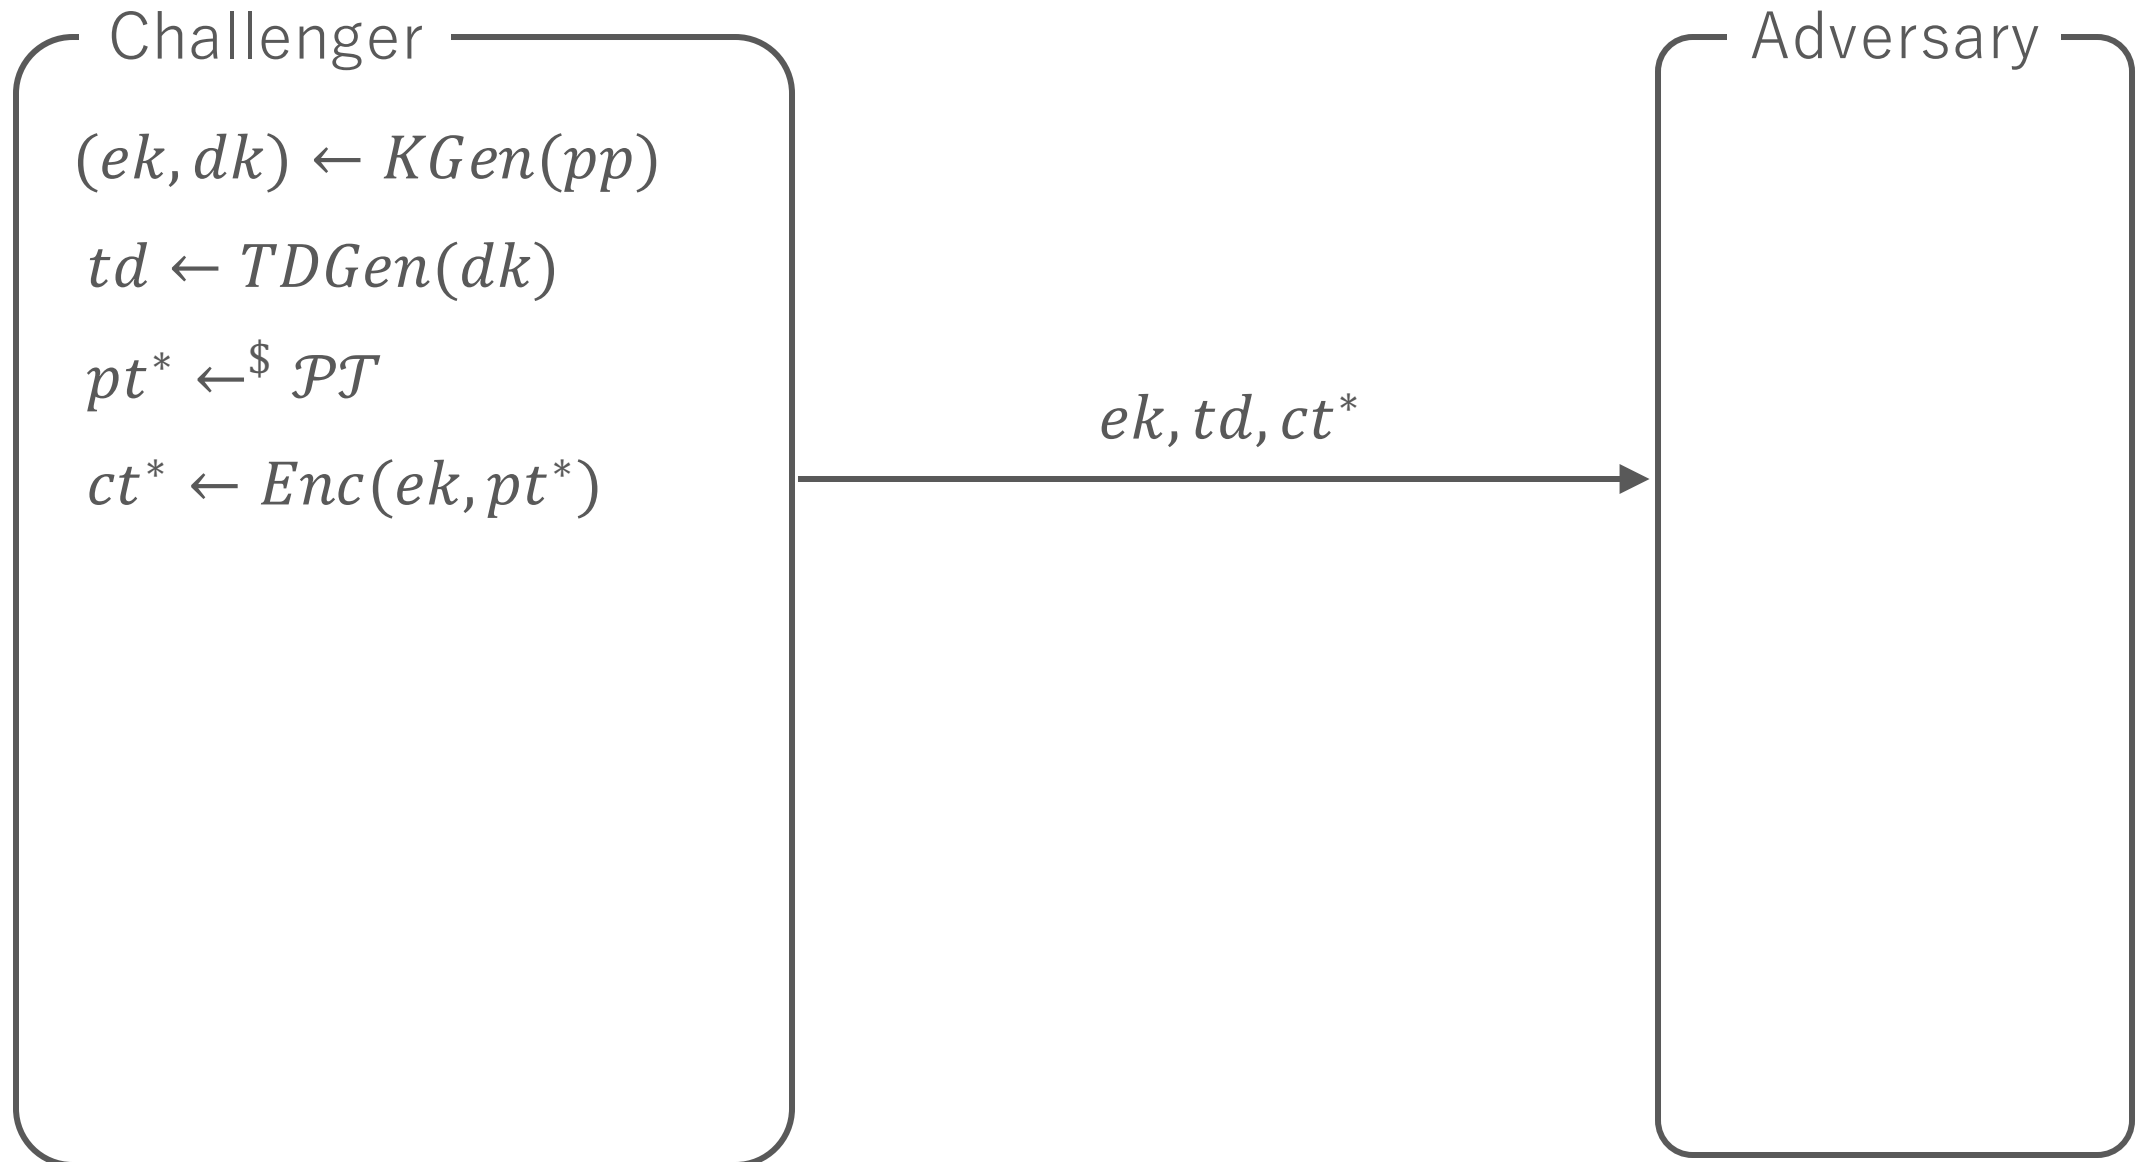 Challenger
Adversary
(ek, dk) ← KGen(pp)
td ← TDGen(dk)
pt* ←$ 𝒫𝒯
ct* ← Enc(ek, pt*)
ek, td, ct*